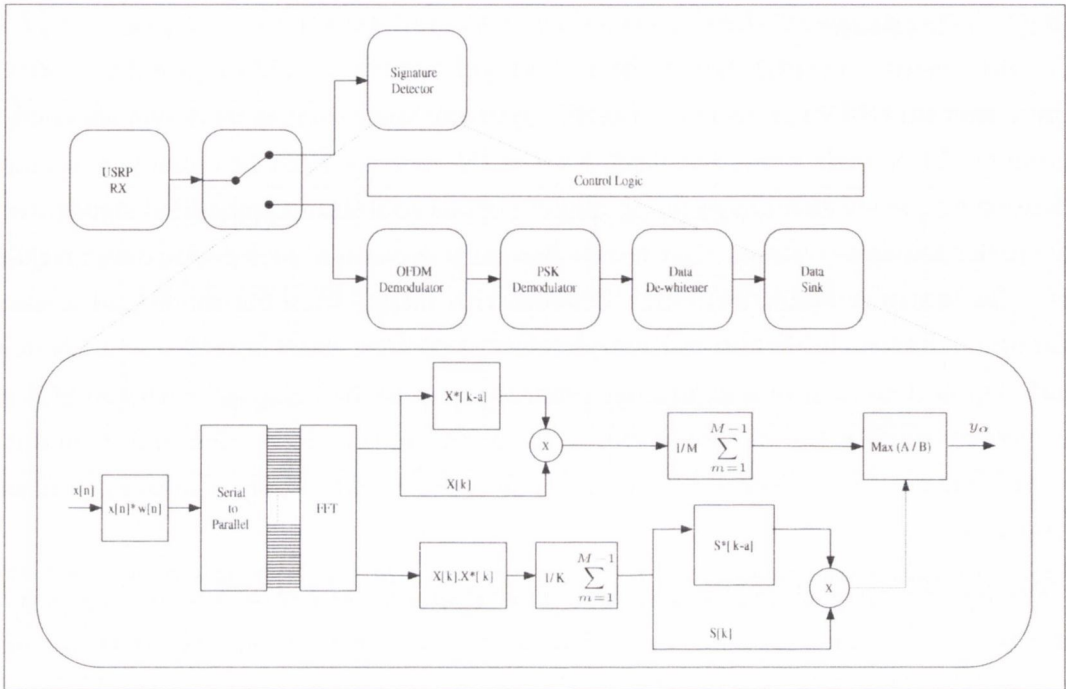 Signature
Detector
USRP
RX
Control Logic
OFDM
Demodulator
PSK
Demodulator
Data
De-whitener
Data
Sink
X*[ k-a]
X
X[k]
1/M M−1 ∑ m=1
Max (A / B)
yα
x[n]
x[n]* w[n]
Serial
to
Parallel
FFT
X[k].X*[ k]
1/ K M−1 ∑ m=1
S*[ k-a]
X
S[k]